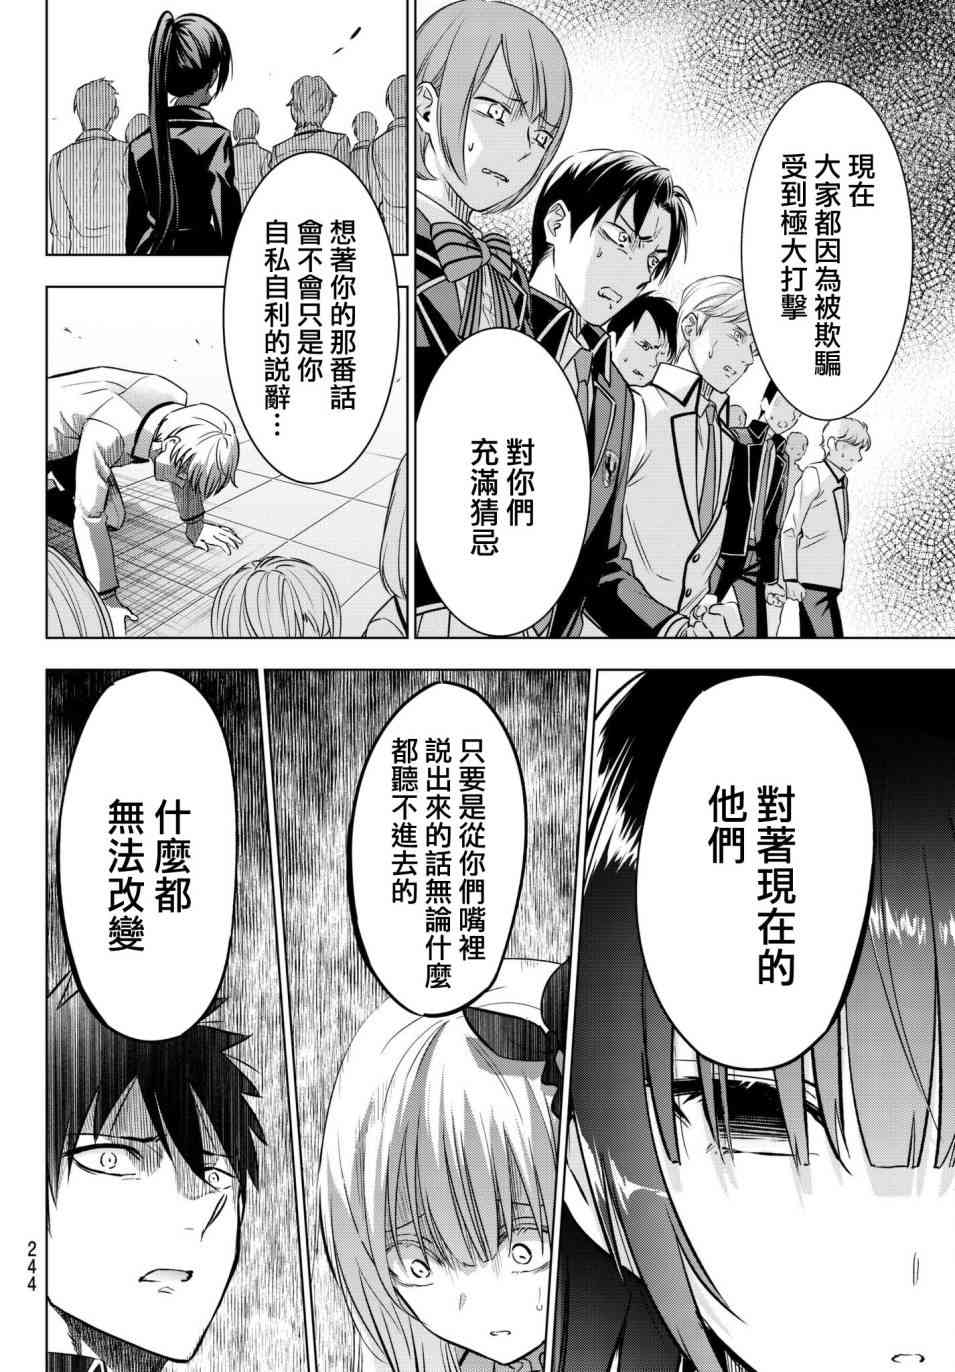 現在
大家都因為被欺騙
受到極大打擊
對你們
充滿猜忌
想著你的那番話
會不會只是你
自私自利的說辭…
對著現在的
他們
只要是從你們嘴裡
説出來的話無論什麼
都聽不進去的
什麼都
無法改變
244